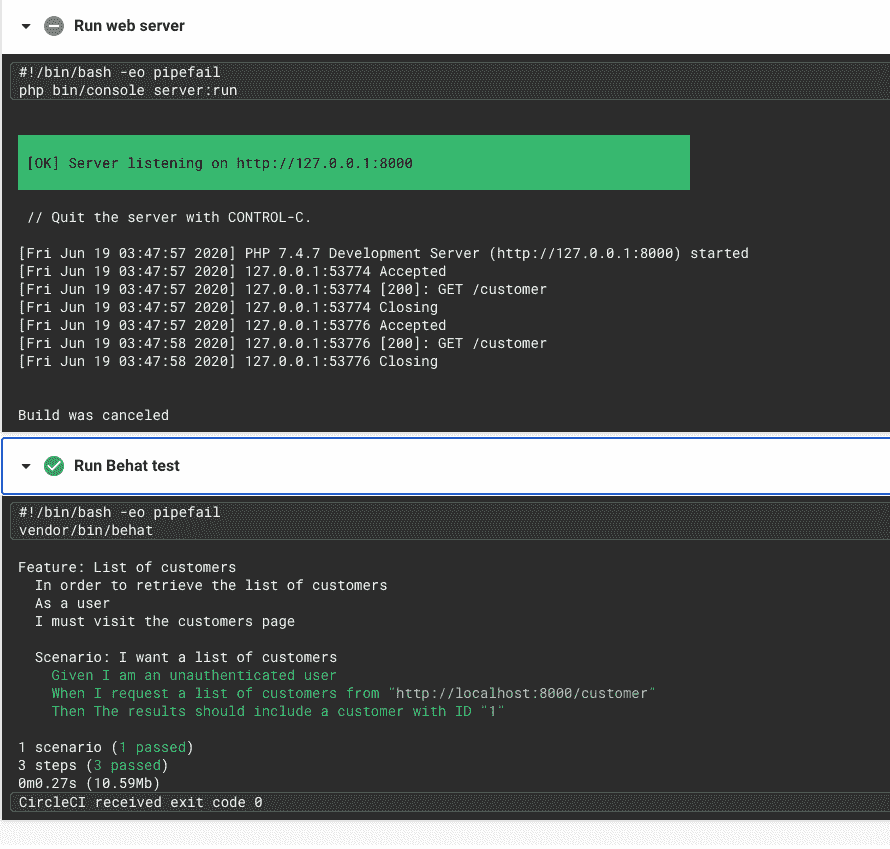 Run web server
#!/bin/bash -eo pipefail
php bin/console server:run
[OK] Server listening on http://127.0.0.1:8000
// Quit the server with CONTROL-C.
[Fri Jun 19 03:47:57 2020] PHP 7.4.7 Development Server (http://127.0.0.1:8000) started
[Fri Jun 19 03:47:57 2020] 127.0.0.1:53774 Accepted
[Fri Jun 19 03:47:57 2020] 127.0.0.1:53774 [200]: GET /customer
[Fri Jun 19 03:47:57 2020] 127.0.0.1:53774 Closing
[Fri Jun 19 03:47:57 2020] 127.0.0.1:53776 Accepted
[Fri Jun 19 03:47:58 2020] 127.0.0.1:53776 [200]: GET /customer
[Fri Jun 19 03:47:58 2020] 127.0.0.1:53776 Closing
Build was canceled
Run Behat test
#!/bin/bash -eo pipefail
vendor/bin/behat
Feature: List of customers
In order to retrieve the list of customers
As a user
I must visit the customers page
Scenario: I want a list of customers
Given I am an unauthenticated user
When I request a list of customers from "http://localhost:8000/customer"
Then The results should include a customer with ID "1"
1 scenario (1 passed)
3 steps (3 passed)
0m0.27s (10.59Mb)
CircleCI received exit code 0